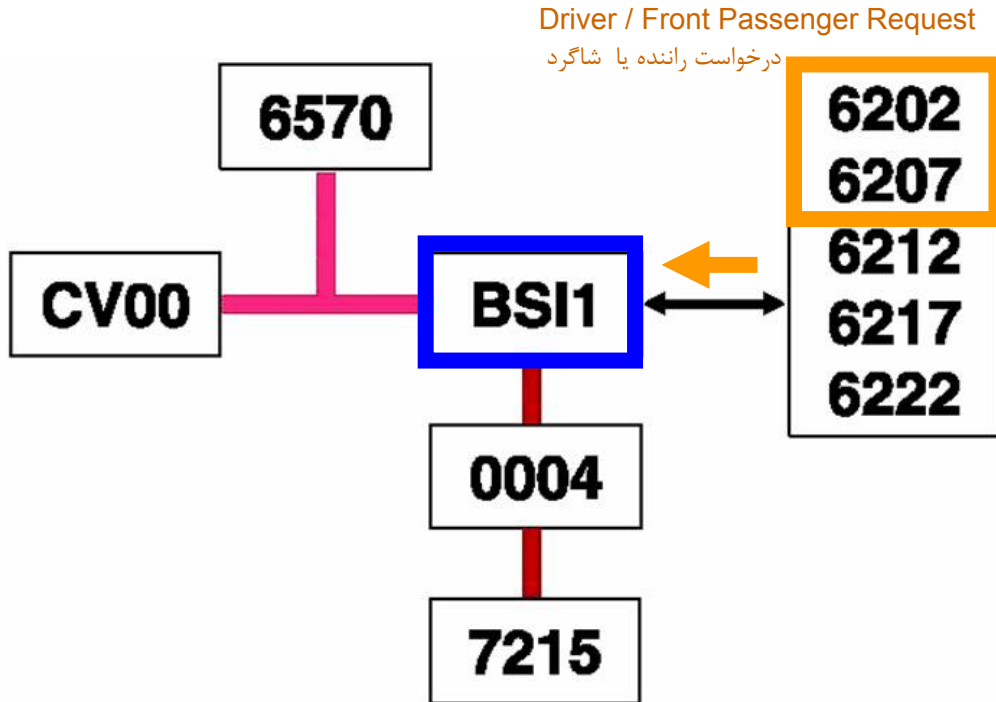 Driver / Front Passenger Request
درخواست راننده یا شاگرد
6570
6202
6207
6212
6217
6222
CV00
BSI1
0004
7215